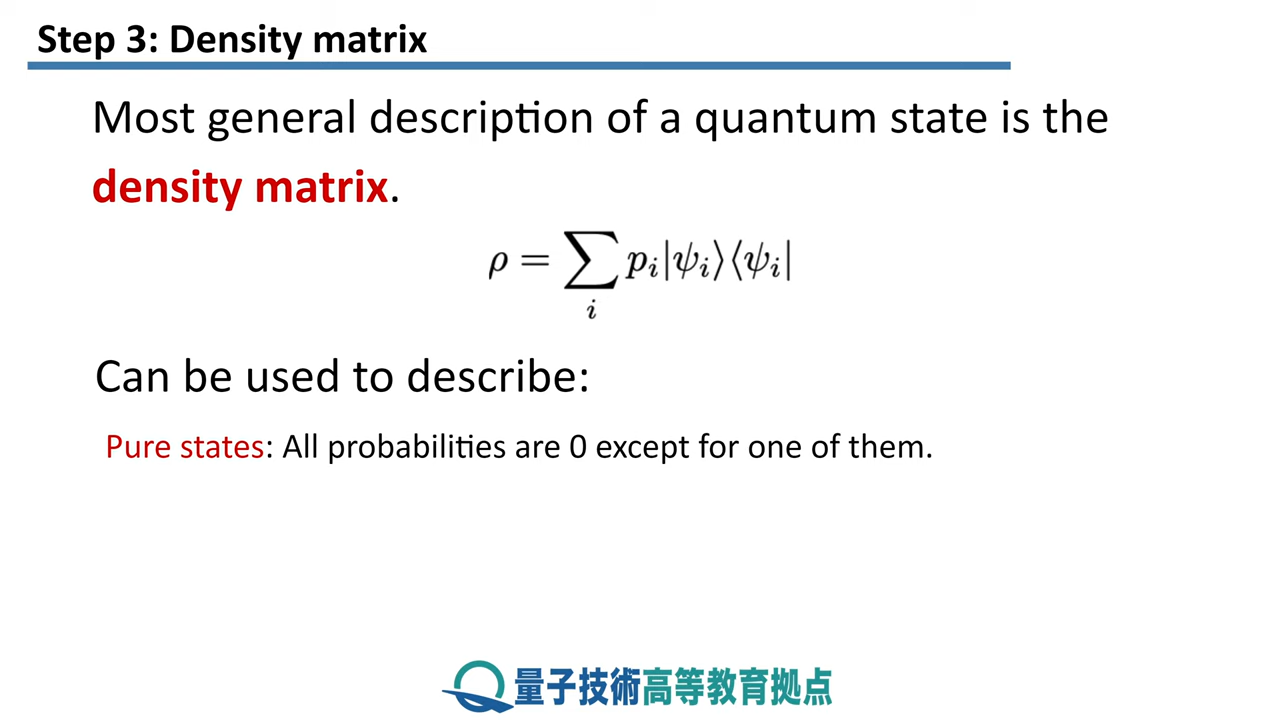 Step 3: Density matrix
Most general description of a quantum state is the
density matrix.
ρ = ∑ p_i |ψ_i⟩⟨ψ_i|
i
Can be used to describe:
Pure states: All probabilities are 0 except for one of them.
量子技術高等教育拠点